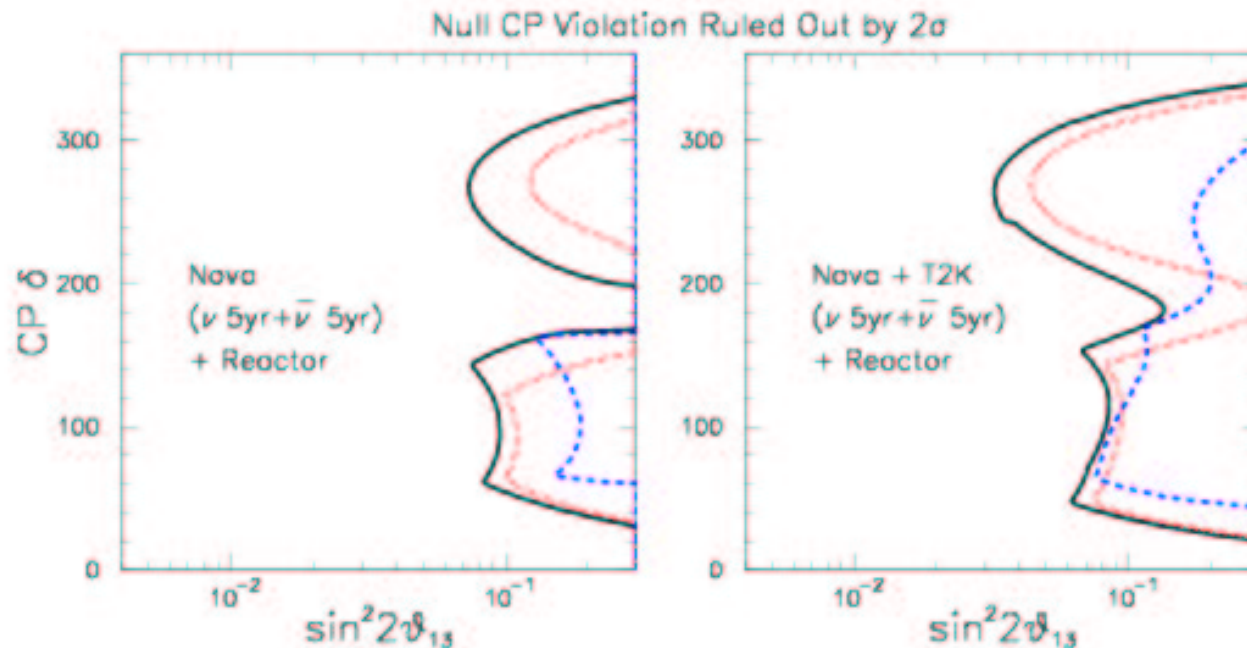 Null CP Violation Ruled Out by 2σ
CP δ
300
200
100
0
Nova
(ν 5yr+ν̅ 5yr)
+ Reactor
10⁻²
10⁻¹
sin²2ϑ₁₃
300
200
100
0
Nova + T2K
(ν 5yr+ν̅ 5yr)
+ Reactor
10⁻²
10⁻¹
sin²2ϑ₁₃